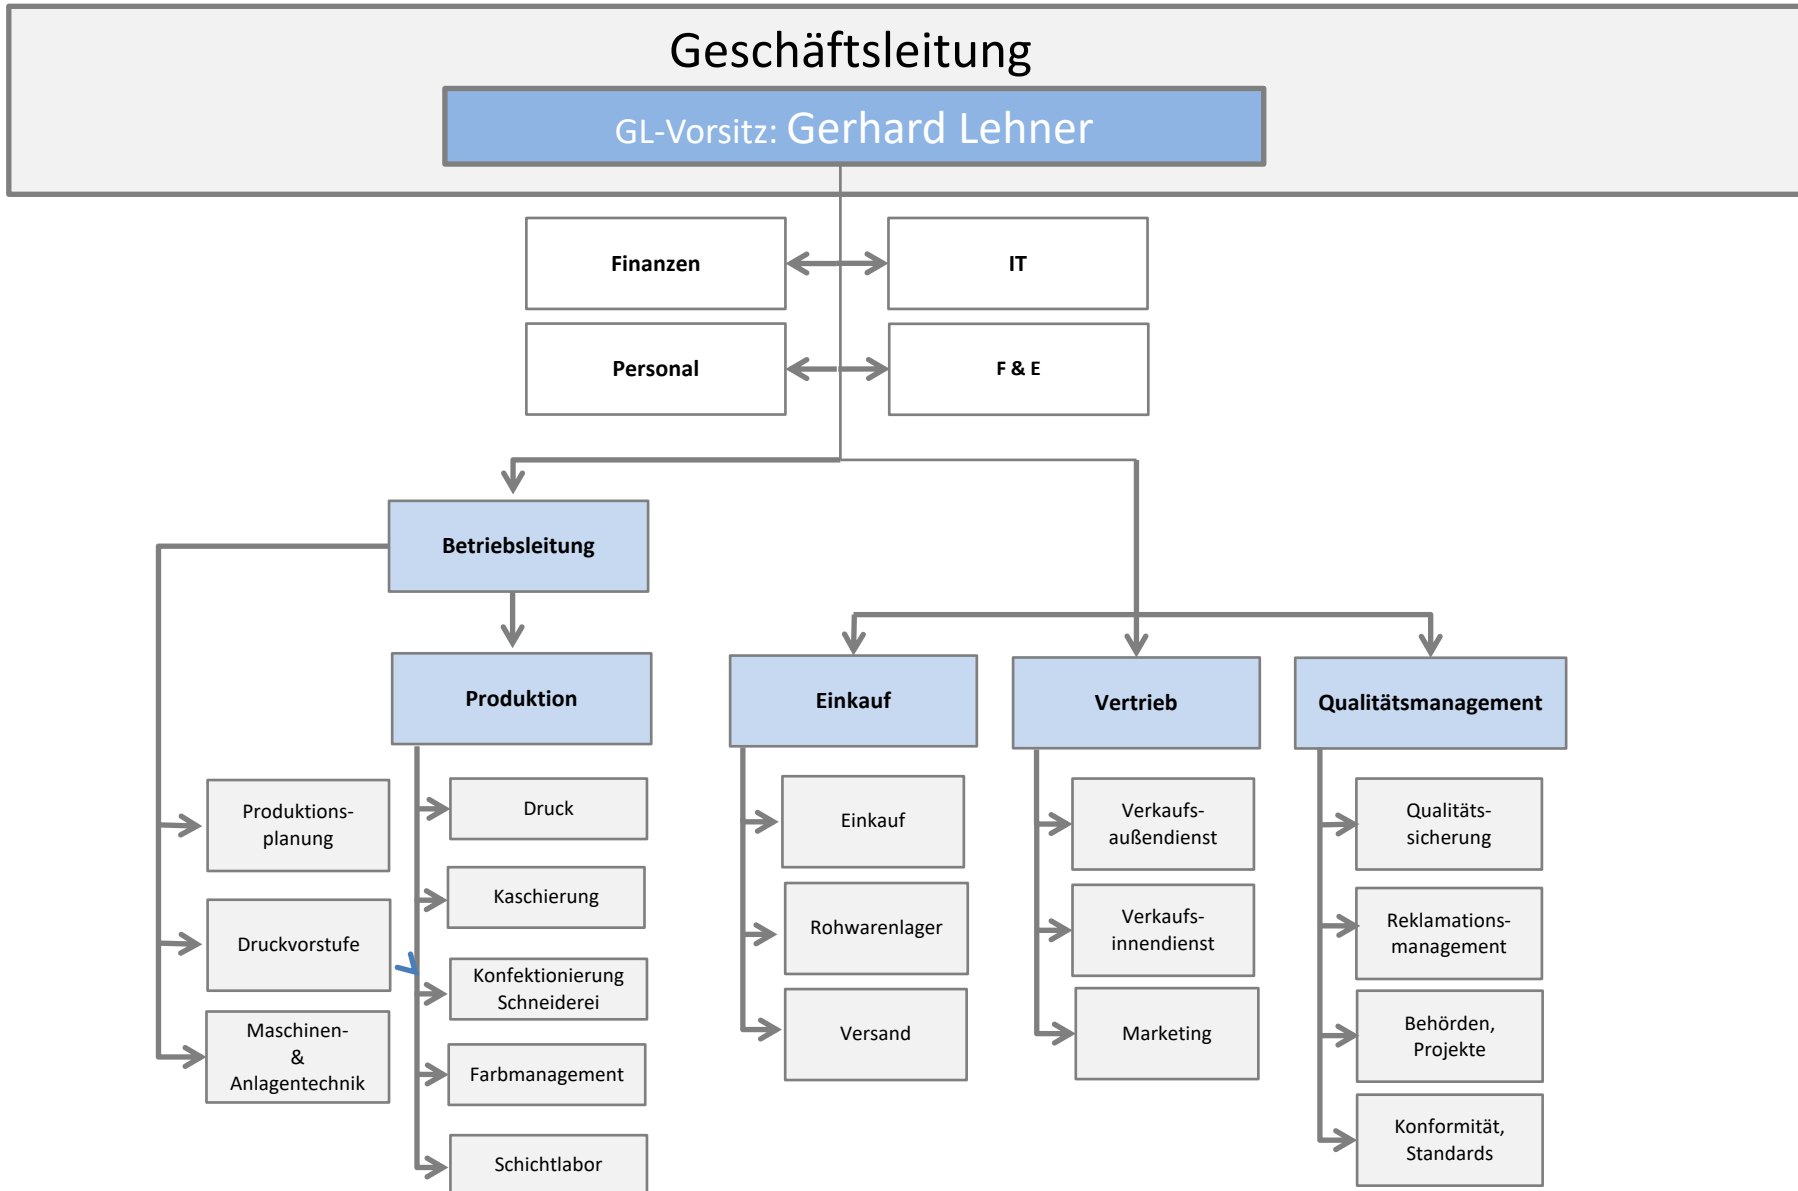 Geschäftsleitung
GL-Vorsitz: Gerhard Lehner
Finanzen
IT
Personal
F & E
Betriebsleitung
Produktion
Einkauf
Vertrieb
Qualitätsmanagement
Produktions-
planung
Druckvorstufe
Maschinen-
&
Anlagentechnik
Druck
Kaschierung
Konfektionierung
Schneiderei
Farbmanagement
Schichtlabor
Einkauf
Rohwarenlager
Versand
Verkaufs-
außendienst
Verkaufs-
innendienst
Marketing
Qualitäts-
sicherung
Reklamations-
management
Behörden,
Projekte
Konformität,
Standards